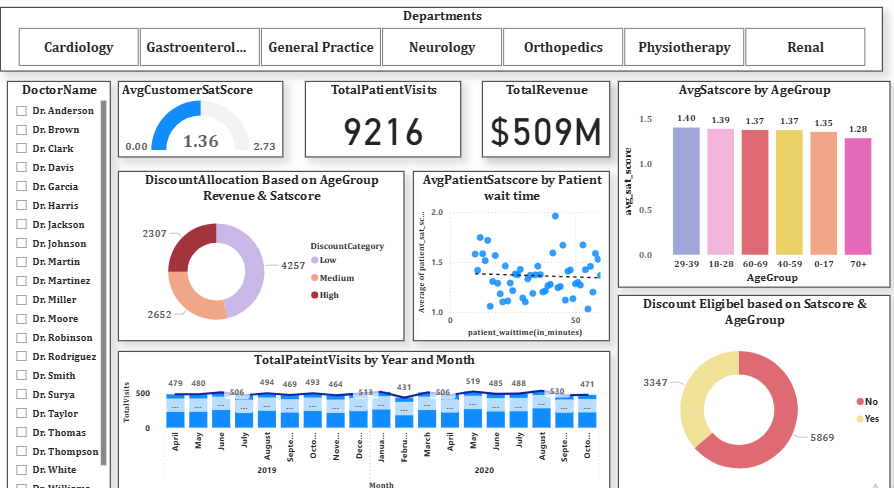 Departments
Cardiology
Gastroenterol...
General Practice
Neurology
Orthopedics
Physiotherapy
Renal
DoctorName
Dr. Anderson
Dr. Brown
Dr. Clark
Dr. Davis
Dr. Garcia
Dr. Harris
Dr. Jackson
Dr. Johnson
Dr. Martin
Dr. Martinez
Dr. Miller
Dr. Moore
Dr. Robinson
Dr. Rodriguez
Dr. Smith
Dr. Surya
Dr. Taylor
Dr. Thomas
Dr. Thompson
Dr. White
Dr. Williams
AvgCustomerSatScore
1.36
0.00
2.73
TotalPatientVisits
9216
TotalRevenue
$509M
AvgSatscore by AgeGroup
avg_sat_score
1.5
1.0
0.5
0.0
1.40
1.39
1.37
1.37
1.35
1.28
29-39
18-28
60-69
40-59
0-17
70+
AgeGroup
DiscountAllocation Based on AgeGroup
Revenue & Satscore
2307
4257
2652
DiscountCategory
Low
Medium
High
AvgPatientSatscore by Patient
wait time
Average of patient_sat_sc...
2.0
1.5
1.0
0
50
patient_waittime(in_minutes)
Discount Eligibel based on Satscore &
AgeGroup
3347
5869
No
Yes
TotalPateintVisits by Year and Month
TotalVisits
500
0
479 480 506 494 469 493 464 513 431 506 519 485 488 530 471
... ... ... ... ... ... ... ... ... ... ... ... ... ... ... ... ... ... ...
April
May
June
July
August
Septe...
Octo...
Nove...
Dece...
Janua...
Febru...
March
April
May
June
July
August
Septe...
Octo...
2019
2020
Month